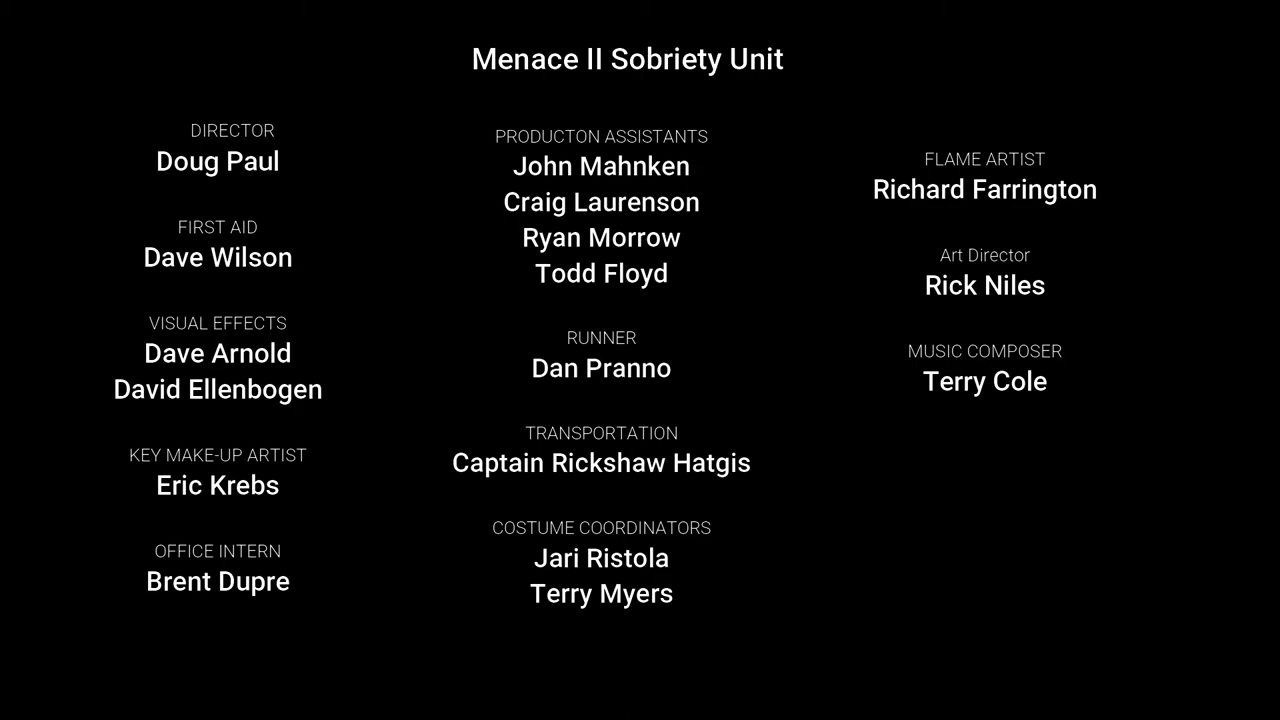 Menace II Sobriety Unit
DIRECTOR
Doug Paul
FIRST AID
Dave Wilson
VISUAL EFFECTS
Dave Arnold
David Ellenbogen
KEY MAKE-UP ARTIST
Eric Krebs
OFFICE INTERN
Brent Dupre
PRODUCTON ASSISTANTS
John Mahnken
Craig Laurenson
Ryan Morrow
Todd Floyd
RUNNER
Dan Pranno
TRANSPORTATION
Captain Rickshaw Hatgis
COSTUME COORDINATORS
Jari Ristola
Terry Myers
FLAME ARTIST
Richard Farrington
Art Director
Rick Niles
MUSIC COMPOSER
Terry Cole